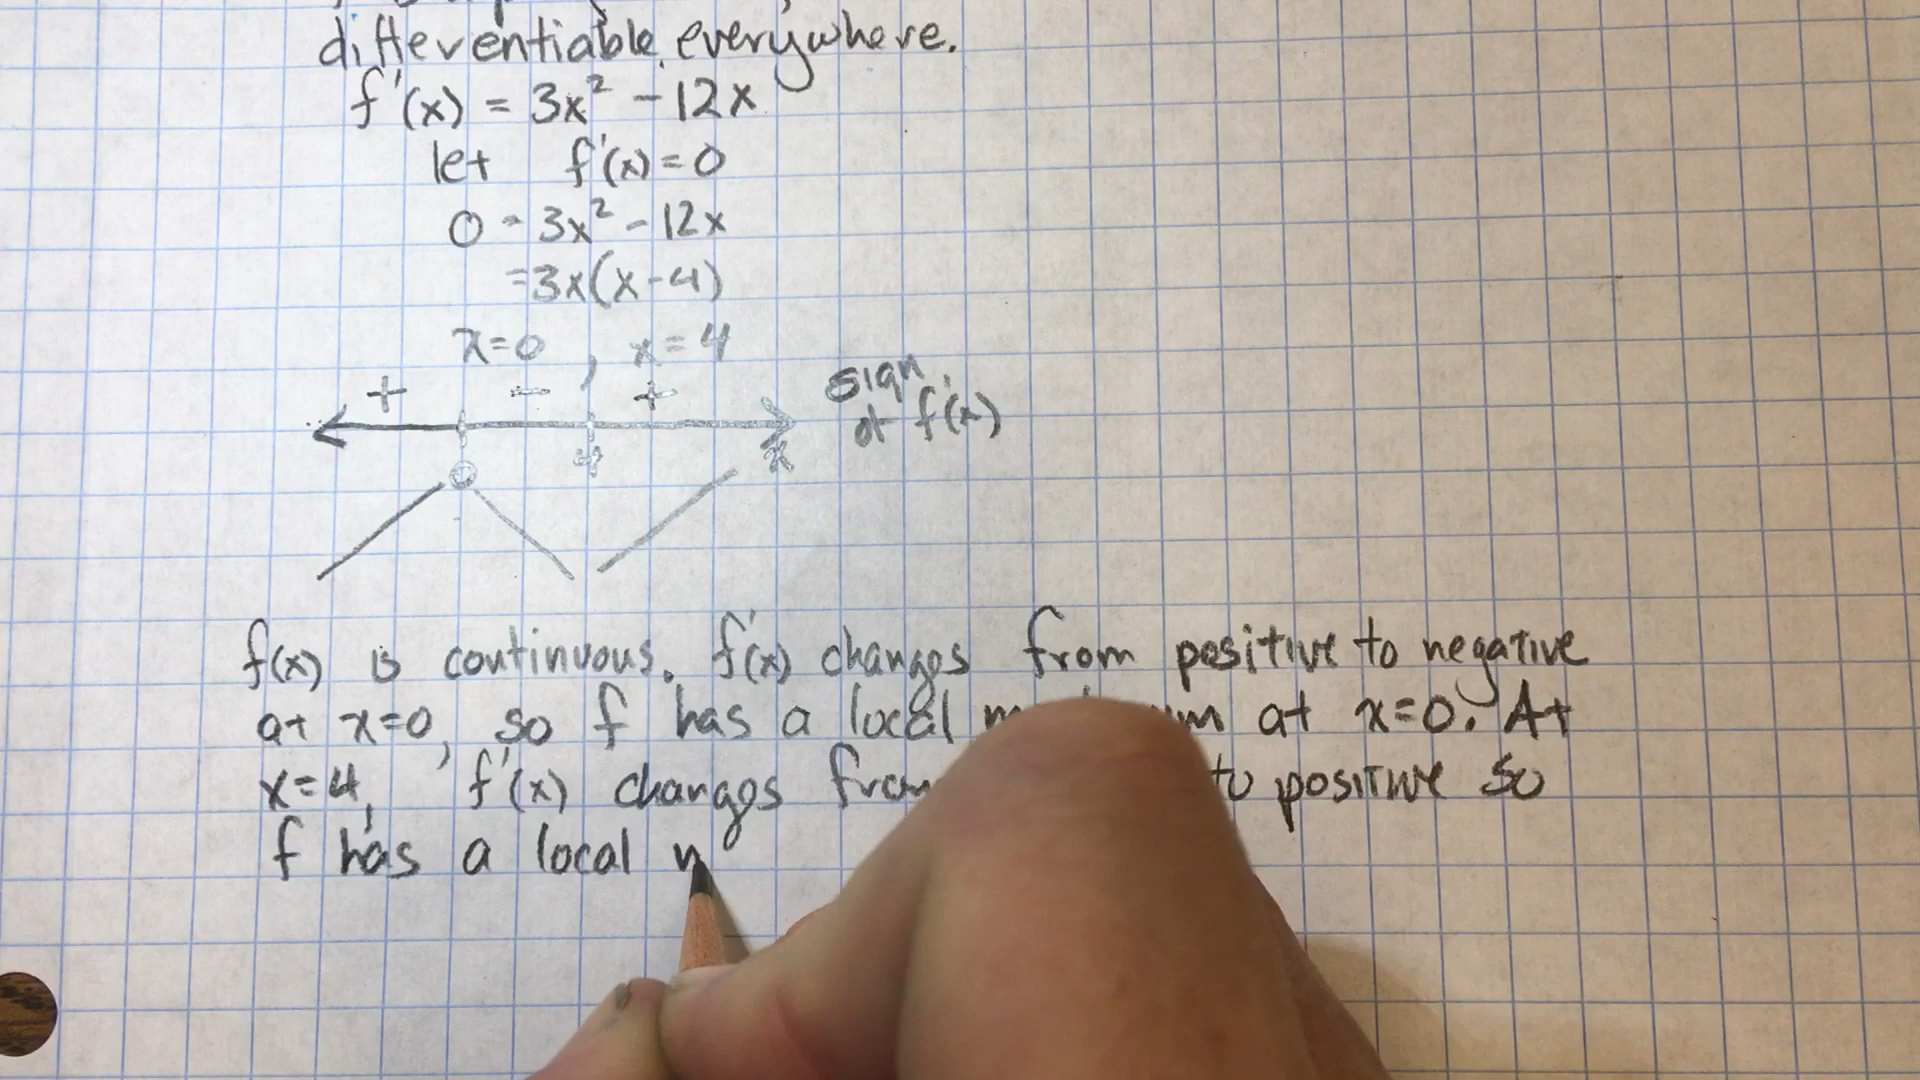 differentiable everywhere.
f'(x) = 3x² - 12x
let f'(x) = 0
0 = 3x² - 12x
= 3x(x-4)
x=0 , x=4
+ - + sign
of f'(x)
0 4 x
f(x) is continuous. f'(x) changes from positive to negative
at x=0, so f has a local at x=0. At
x=4, f'(x) changes from to positive so
f has a local